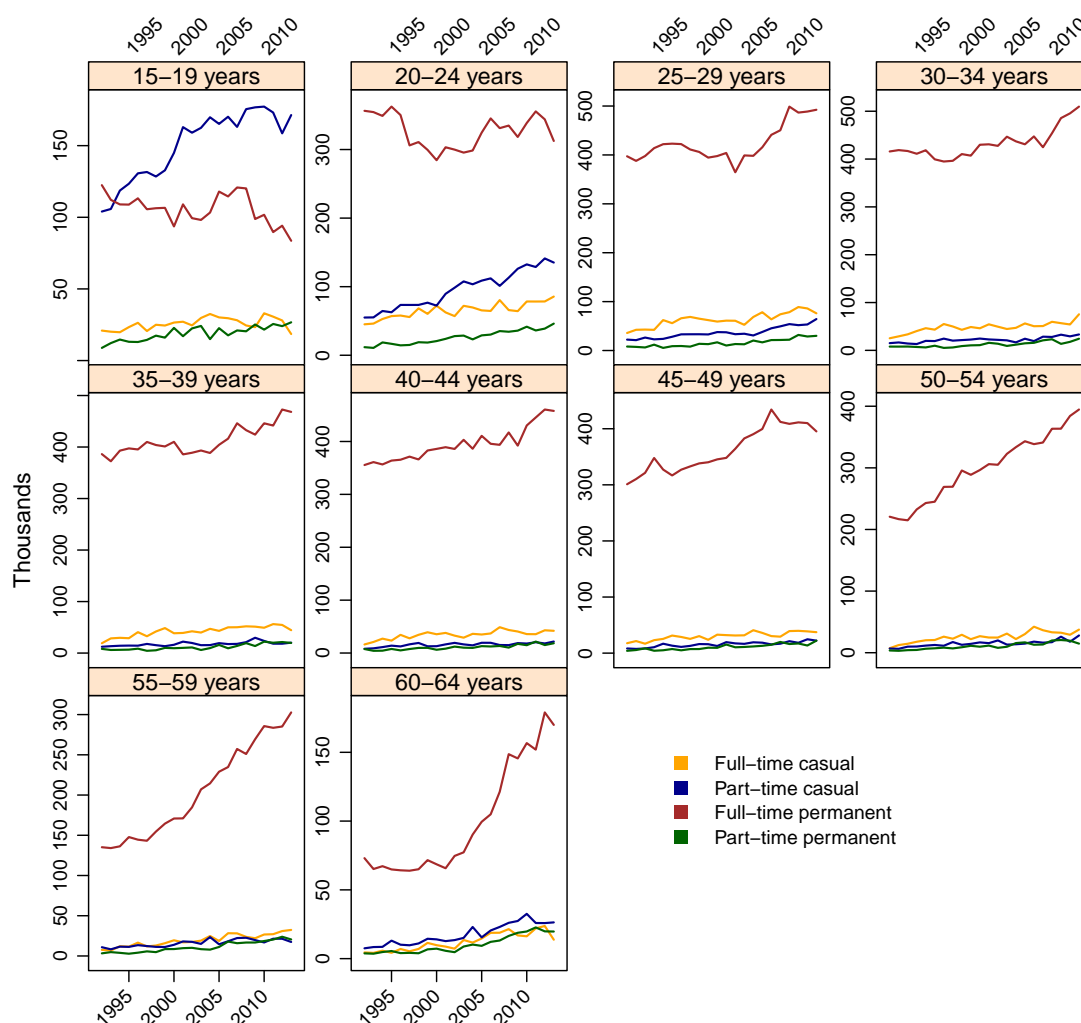 1995 2000 2005 2010 1995 2000 2005 2010 1995 2000 2005 2010 1995 2000 2005 2010
15−19 years 20−24 years 25−29 years 30−34 years
50 100 150
0 100 200 300
0 100 200 300 400 500
0 100 200 300 400 500
35−39 years 40−44 years 45−49 years 50−54 years
0 100 200 300 400
0 100 200 300 400
0 100 200 300 400
0 100 200 300 400
Thousands
55−59 years 60−64 years
0 50 100 150 200 250 300
0 50 100 150
Full−time casual
Part−time casual
Full−time permanent
Part−time permanent
1995 2000 2005 2010 1995 2000 2005 2010